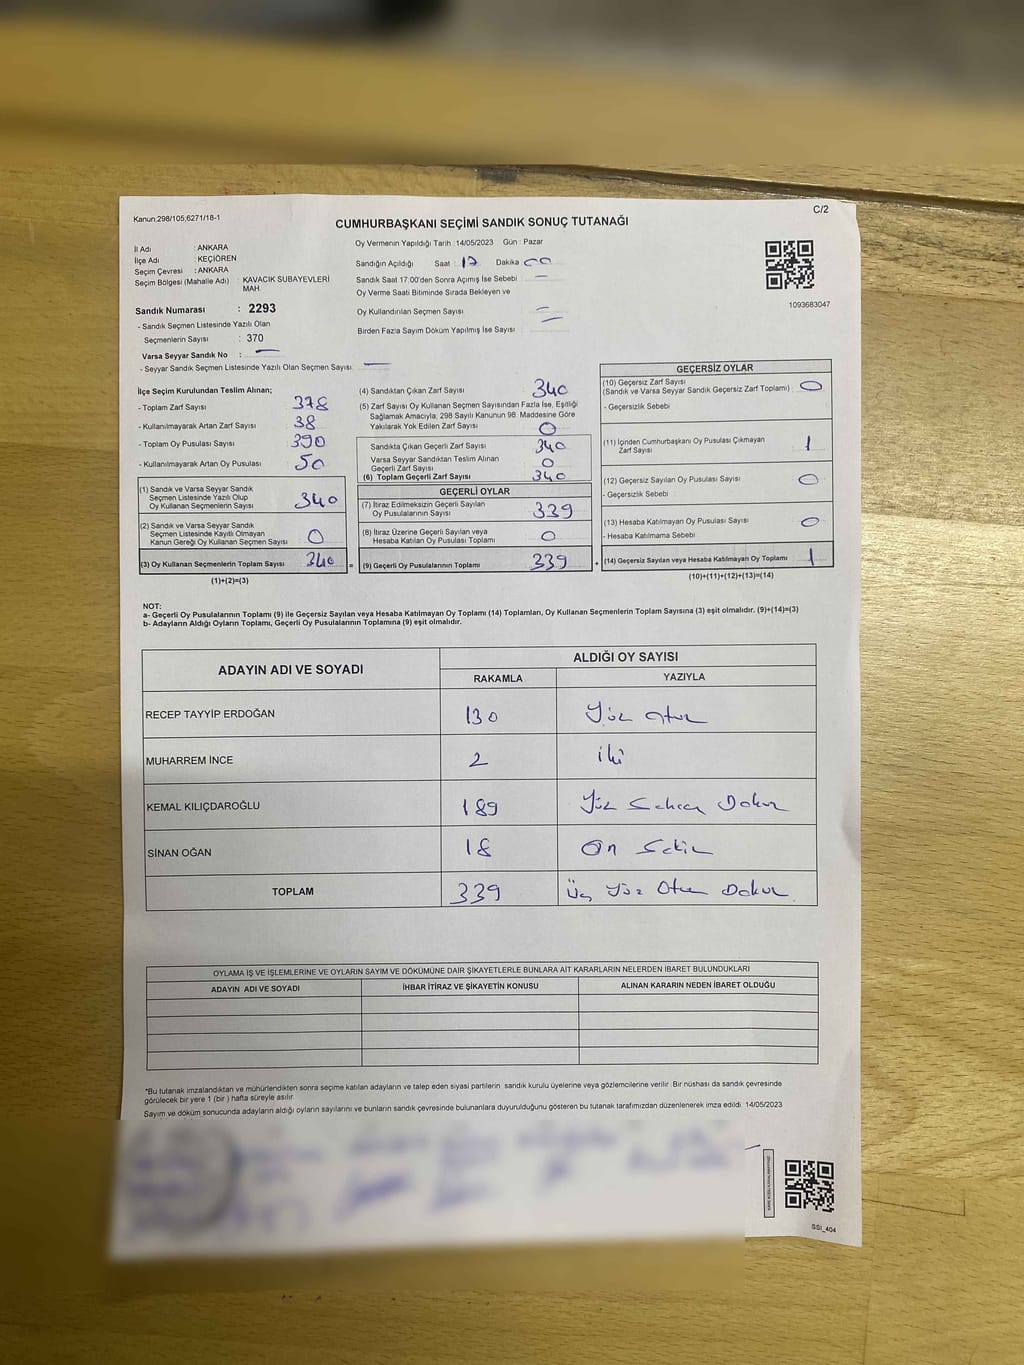 Kanun;298/105,6271/18-1
C/2
CUMHURBAŞKANI SEÇİMİ SANDIK SONUÇ TUTANAĞI
İl Adı : ANKARA
İlçe Adı : KEÇİÖREN
Seçim Çevresi : ANKARA
Seçim Bölgesi (Mahalle Adı) : KAVACIK SUBAYEVLERİ
MAH.
Sandık Numarası : 2293
- Sandık Seçmen Listesinde Yazılı Olan
Seçmenlerin Sayısı : 370
Varsa Seyyar Sandık No : —
- Seyyar Sandık Seçmen Listesinde Yazılı Olan Seçmen Sayısı: —
Oy Vermenin Yapıldığı Tarih : 14/05/2023 Gün : Pazar
Sandığın Açıldığı Saat : 17 Dakika : 00
Sandık Saat 17:00'den Sonra Açılmış İse Sebebi : —
Oy Verme Saati Bitiminde Sırada Bekleyen ve
Oy Kullandırılan Seçmen Sayısı : —
Birden Fazla Sayım Döküm Yapılmış İse Sayısı : —
1093683047
İlçe Seçim Kurulundan Teslim Alınan;
- Toplam Zarf Sayısı : 378
- Kullanılmayarak Artan Zarf Sayısı : 38
- Toplam Oy Pusulası Sayısı : 390
- Kullanılmayarak Artan Oy Pusulası : 50
(1) Sandık ve Varsa Seyyar Sandık
Seçmen Listesinde Yazılı Olup
Oy Kullanan Seçmenlerin Sayısı : 340
(2) Sandık ve Varsa Seyyar Sandık
Seçmen Listesinde Kayıtlı Olmayan
Kanun Gereği Oy Kullanan Seçmen Sayısı : 0
(3) Oy Kullanan Seçmenlerin Toplam Sayısı : 340
(1)+(2)=(3)
(4) Sandıktan Çıkan Zarf Sayısı : 340
(5) Zarf Sayısı Oy Kullanan Seçmen Sayısından Fazla İse, Eşitliği
Sağlamak Amacıyla; 298 Sayılı Kanunun 98. Maddesine Göre
Yakılarak Yok Edilen Zarf Sayısı : 0
Sandıkta Çıkan Geçerli Zarf Sayısı : 340
Varsa Seyyar Sandıktan Teslim Alınan
Geçerli Zarf Sayısı : 0
(6) Toplam Geçerli Zarf Sayısı : 340
GEÇERLİ OYLAR
(7) İtiraz Edilmeksizin Geçerli Sayılan
Oy Pusulalarının Sayısı : 339
(8) İtiraz Üzerine Geçerli Sayılan veya
Hesaba Katılan Oy Pusulası Toplamı : 0
= (9) Geçerli Oy Pusulalarının Toplamı : 339 +
GEÇERSİZ OYLAR
(10) Geçersiz Zarf Sayısı
(Sandık ve Varsa Seyyar Sandık Geçersiz Zarf Toplamı) : 0
- Geçersizlik Sebebi
(11) İçinden Cumhurbaşkanı Oy Pusulası Çıkmayan
Zarf Sayısı : 1
(12) Geçersiz Sayılan Oy Pusulası Sayısı : 0
- Geçersizlik Sebebi
(13) Hesaba Katılmayan Oy Pusulası Sayısı : 0
- Hesaba Katılmama Sebebi
(14) Geçersiz Sayılan veya Hesaba Katılmayan Oy Toplamı : 1
(10)+(11)+(12)+(13)=(14)
NOT:
a- Geçerli Oy Pusulalarının Toplamı (9) ile Geçersiz Sayılan veya Hesaba Katılmayan Oy Toplamı (14) Toplamları, Oy Kullanan Seçmenlerin Toplam Sayısına (3) eşit olmalıdır. (9)+(14)=(3)
b- Adayların Aldığı Oyların Toplamı, Geçerli Oy Pusulalarının Toplamına (9) eşit olmalıdır.
ADAYIN ADI VE SOYADI
ALDIĞI OY SAYISI
RAKAMLA YAZIYLA
RECEP TAYYİP ERDOĞAN 130 Yüz otuz
MUHARREM İNCE 2 iki
KEMAL KILIÇDAROĞLU 189 Yüz Seksen Dokuz
SİNAN OĞAN 18 On Sekiz
TOPLAM 339 Üç Yüz Otuz Dokuz
OYLAMA İŞ VE İŞLEMLERİNE VE OYLARIN SAYIM VE DÖKÜMÜNE DAİR ŞİKAYETLERLE BUNLARA AİT KARARLARIN NELERDEN İBARET BULUNDUKLARI
ADAYIN ADI VE SOYADI İHBAR İTİRAZ VE ŞİKAYETİN KONUSU ALINAN KARARIN NEDEN İBARET OLDUĞU
*Bu tutanak imzalandıktan ve mühürlendikten sonra seçime katılan adayların ve talep eden siyasi partilerin sandık kurulu üyelerine veya gözlemcilerine verilir. Bir nüshası da sandık çevresinde
görülecek bir yere 1 (bir) hafta süreyle asılır.
Sayım ve döküm sonucunda adayların aldığı oyların sayılarını ve bunların sandık çevresinde bulunanlara duyurulduğunu gösteren bu tutanak tarafımızdan düzenlenerek imza edildi. 14/05/2023
SSI_404